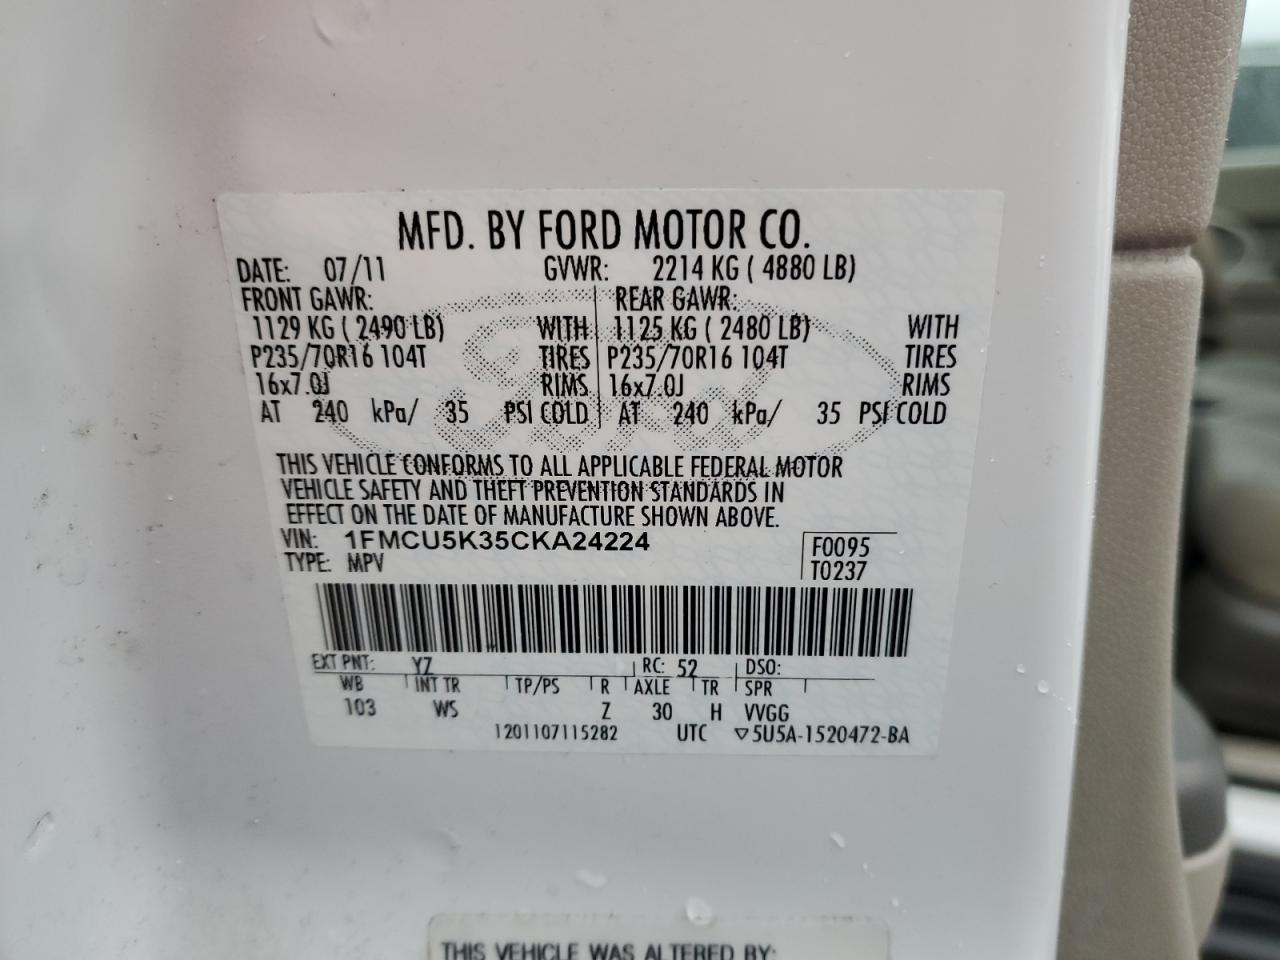 MFD. BY FORD MOTOR CO.
DATE: 07/11 GVWR: 2214 KG ( 4880 LB)
FRONT GAWR: REAR GAWR:
1129 KG ( 2490 LB) WITH 1125 KG ( 2480 LB) WITH
P235/70R16 104T TIRES P235/70R16 104T TIRES
16x7.0J RIMS 16x7.0J RIMS
AT 240 kPa/ 35 PSI COLD AT 240 kPa/ 35 PSI COLD
THIS VEHICLE CONFORMS TO ALL APPLICABLE FEDERAL MOTOR
VEHICLE SAFETY AND THEFT PREVENTION STANDARDS IN
EFFECT ON THE DATE OF MANUFACTURE SHOWN ABOVE.
VIN: 1FMCU5K35CKA24224 F0095
TYPE: MPV T0237
EXT PNT: YZ RC: 52 DSO:
WB INT TR TP/PS R AXLE TR SPR
103 WS Z 30 H VVGG
1201107115282 UTC ▽5U5A-1520472-BA
THIS VEHICLE WAS ALTERED BY: